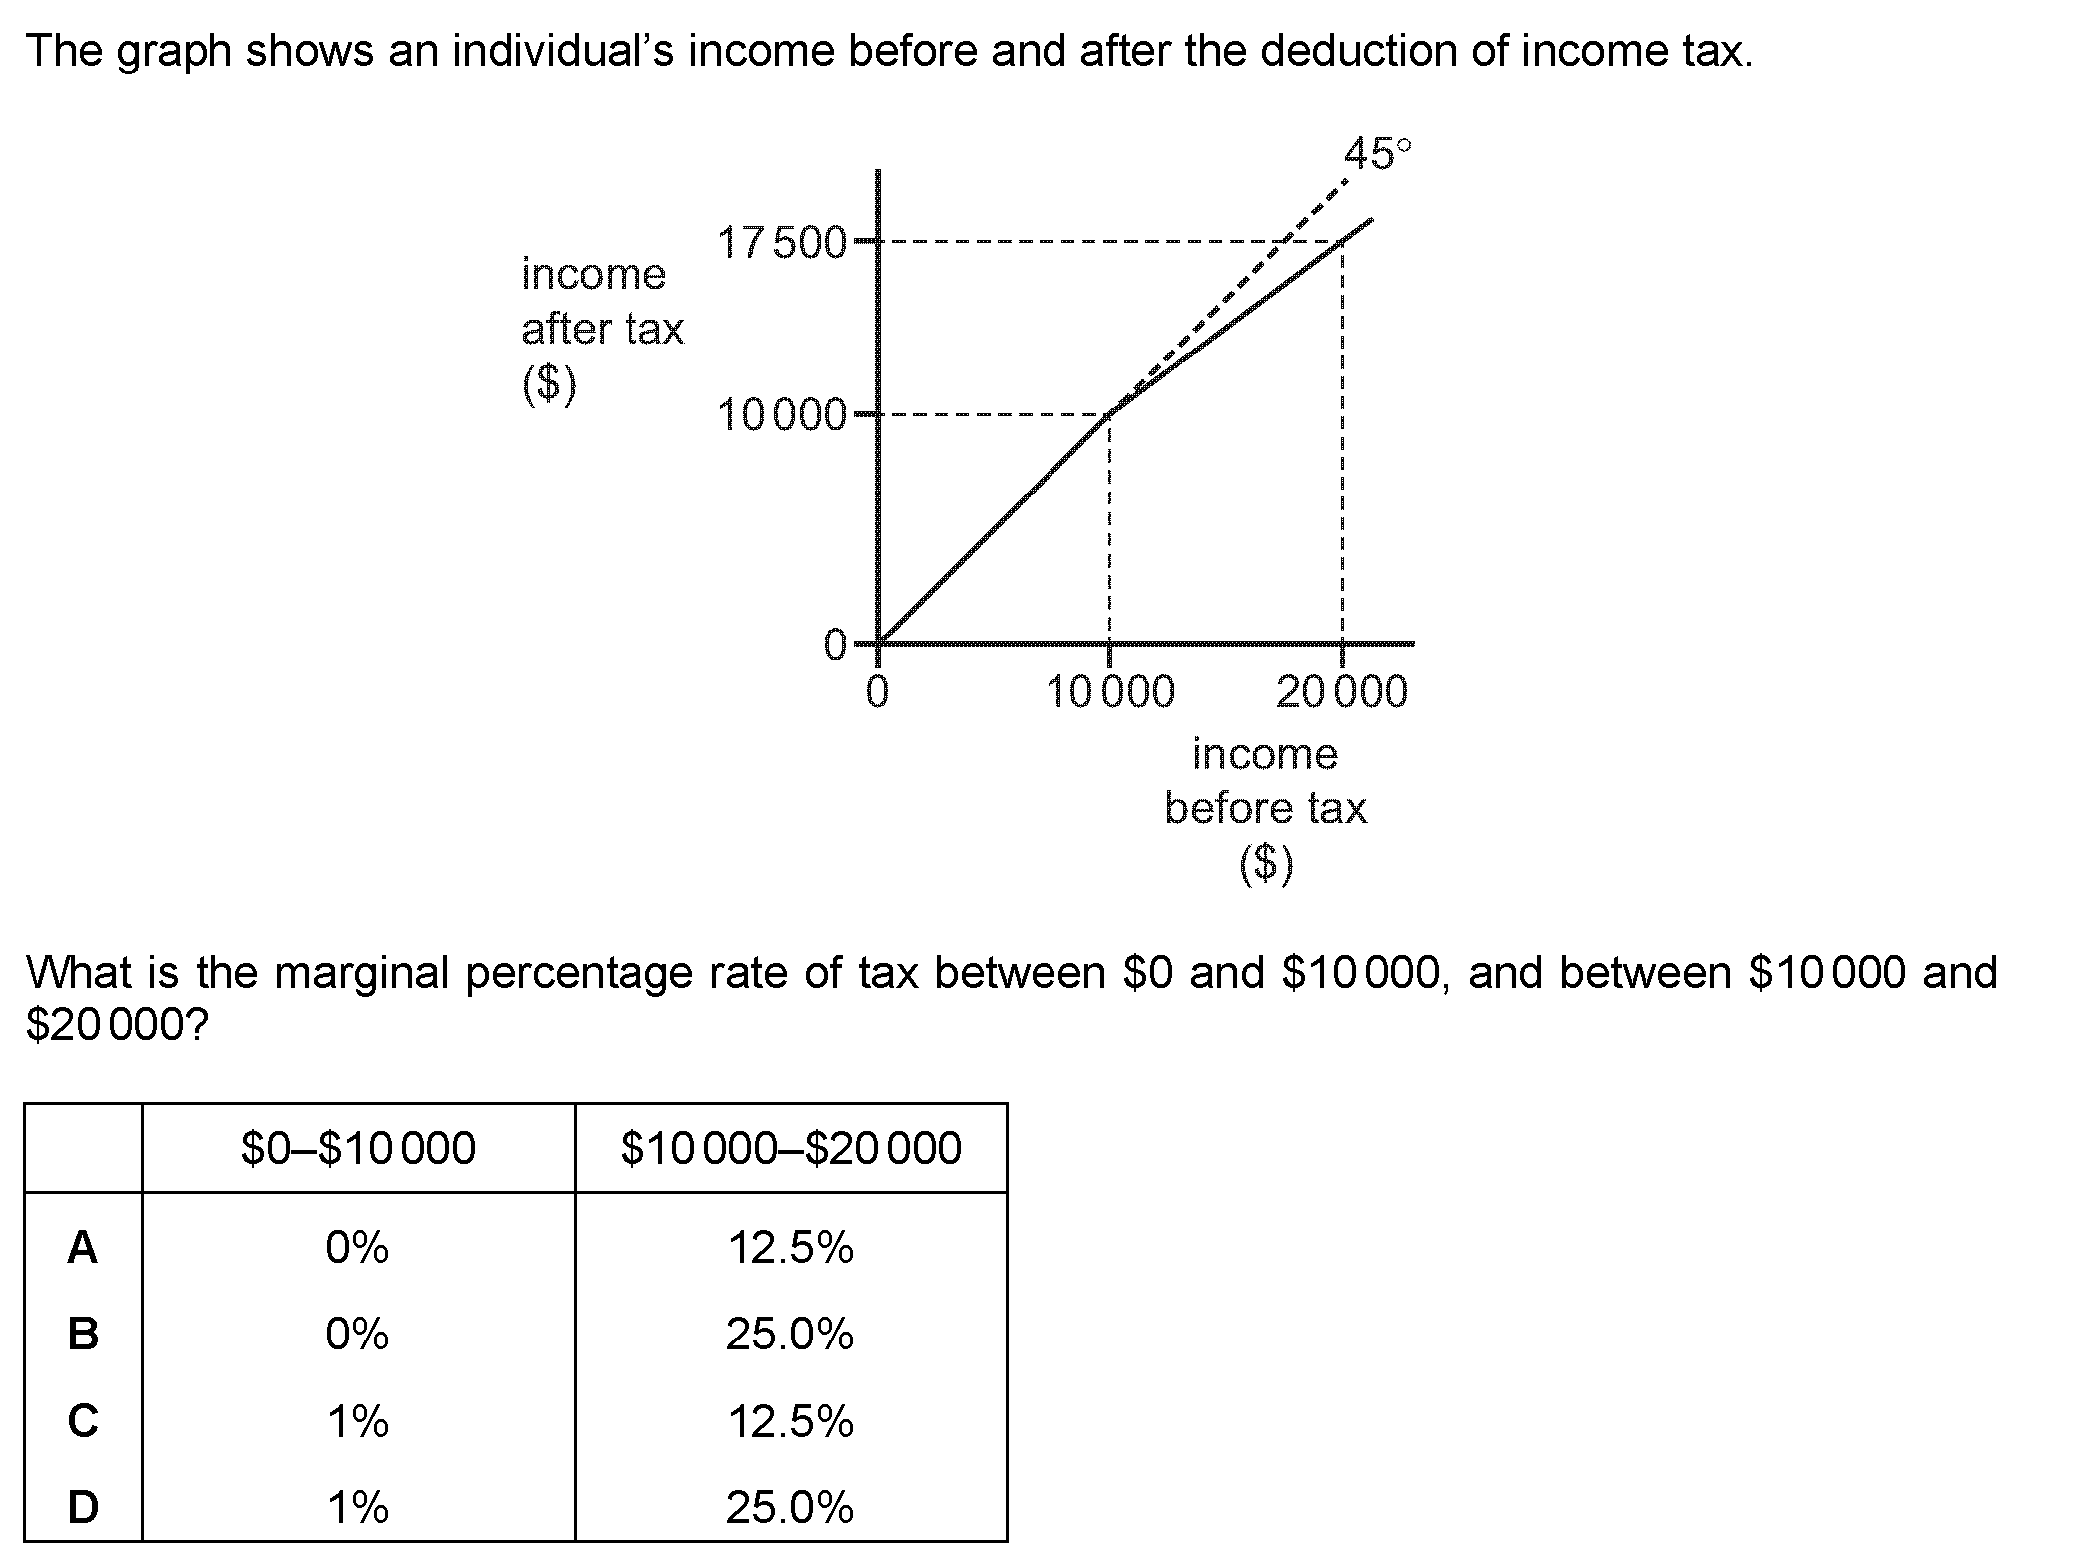 The graph shows an individual’s income before and after the deduction of income tax.
45°
17 500
income
after tax
($)
10 000
0
0 10 000 20 000
income
before tax
($)
What is the marginal percentage rate of tax between $0 and $10 000, and between $10 000 and
$20 000?
$0–$10 000 $10 000–$20 000
A 0% 12.5%
B 0% 25.0%
C 1% 12.5%
D 1% 25.0%